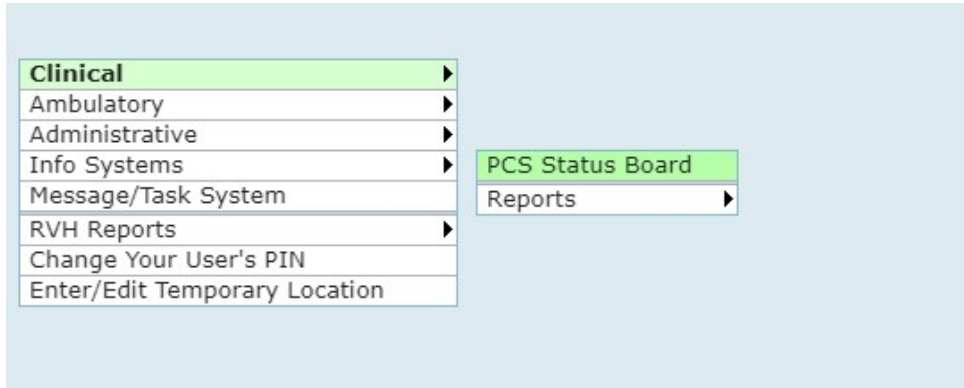 Clinical
Ambulatory
Administrative
Info Systems
Message/Task System
RVH Reports
Change Your User's PIN
Enter/Edit Temporary Location
PCS Status Board
Reports